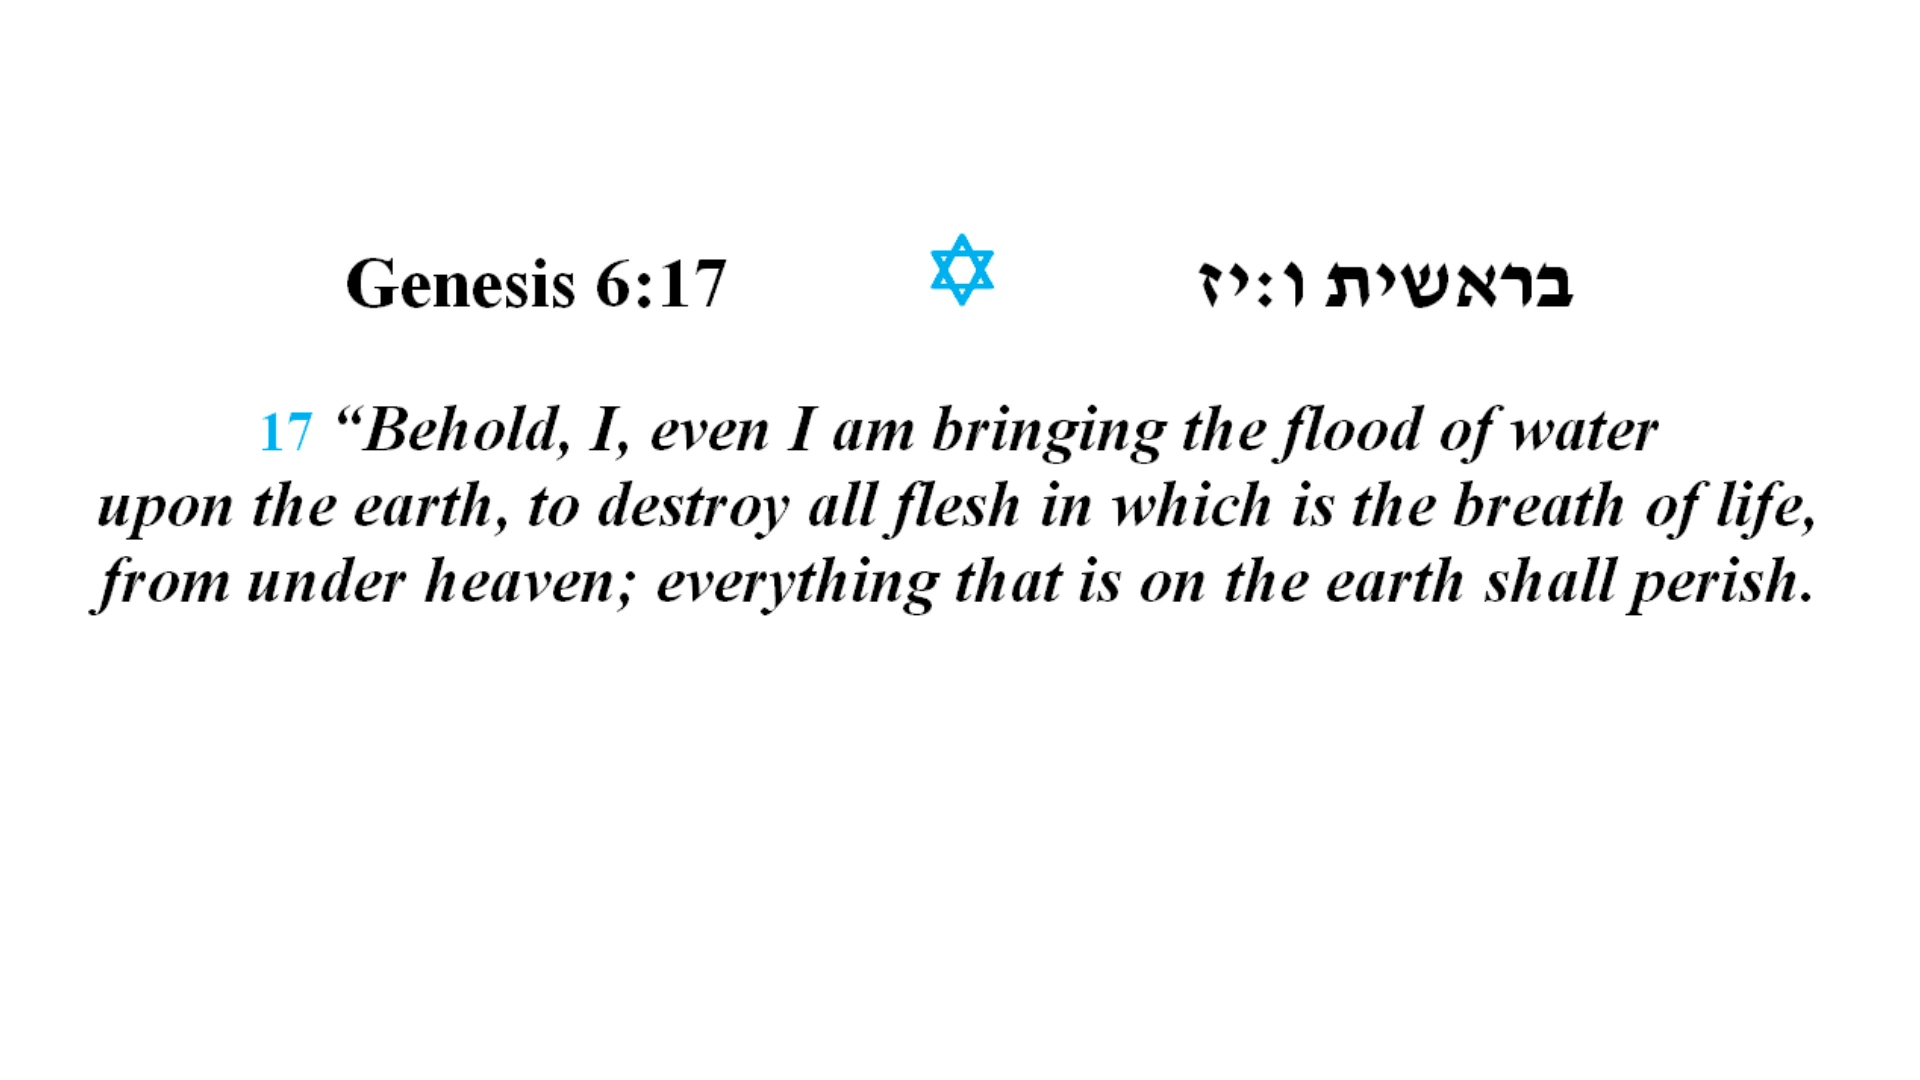 Genesis 6:17 ✡ בראשית ו:יז
17 “Behold, I, even I am bringing the flood of water
upon the earth, to destroy all flesh in which is the breath of life,
from under heaven; everything that is on the earth shall perish.